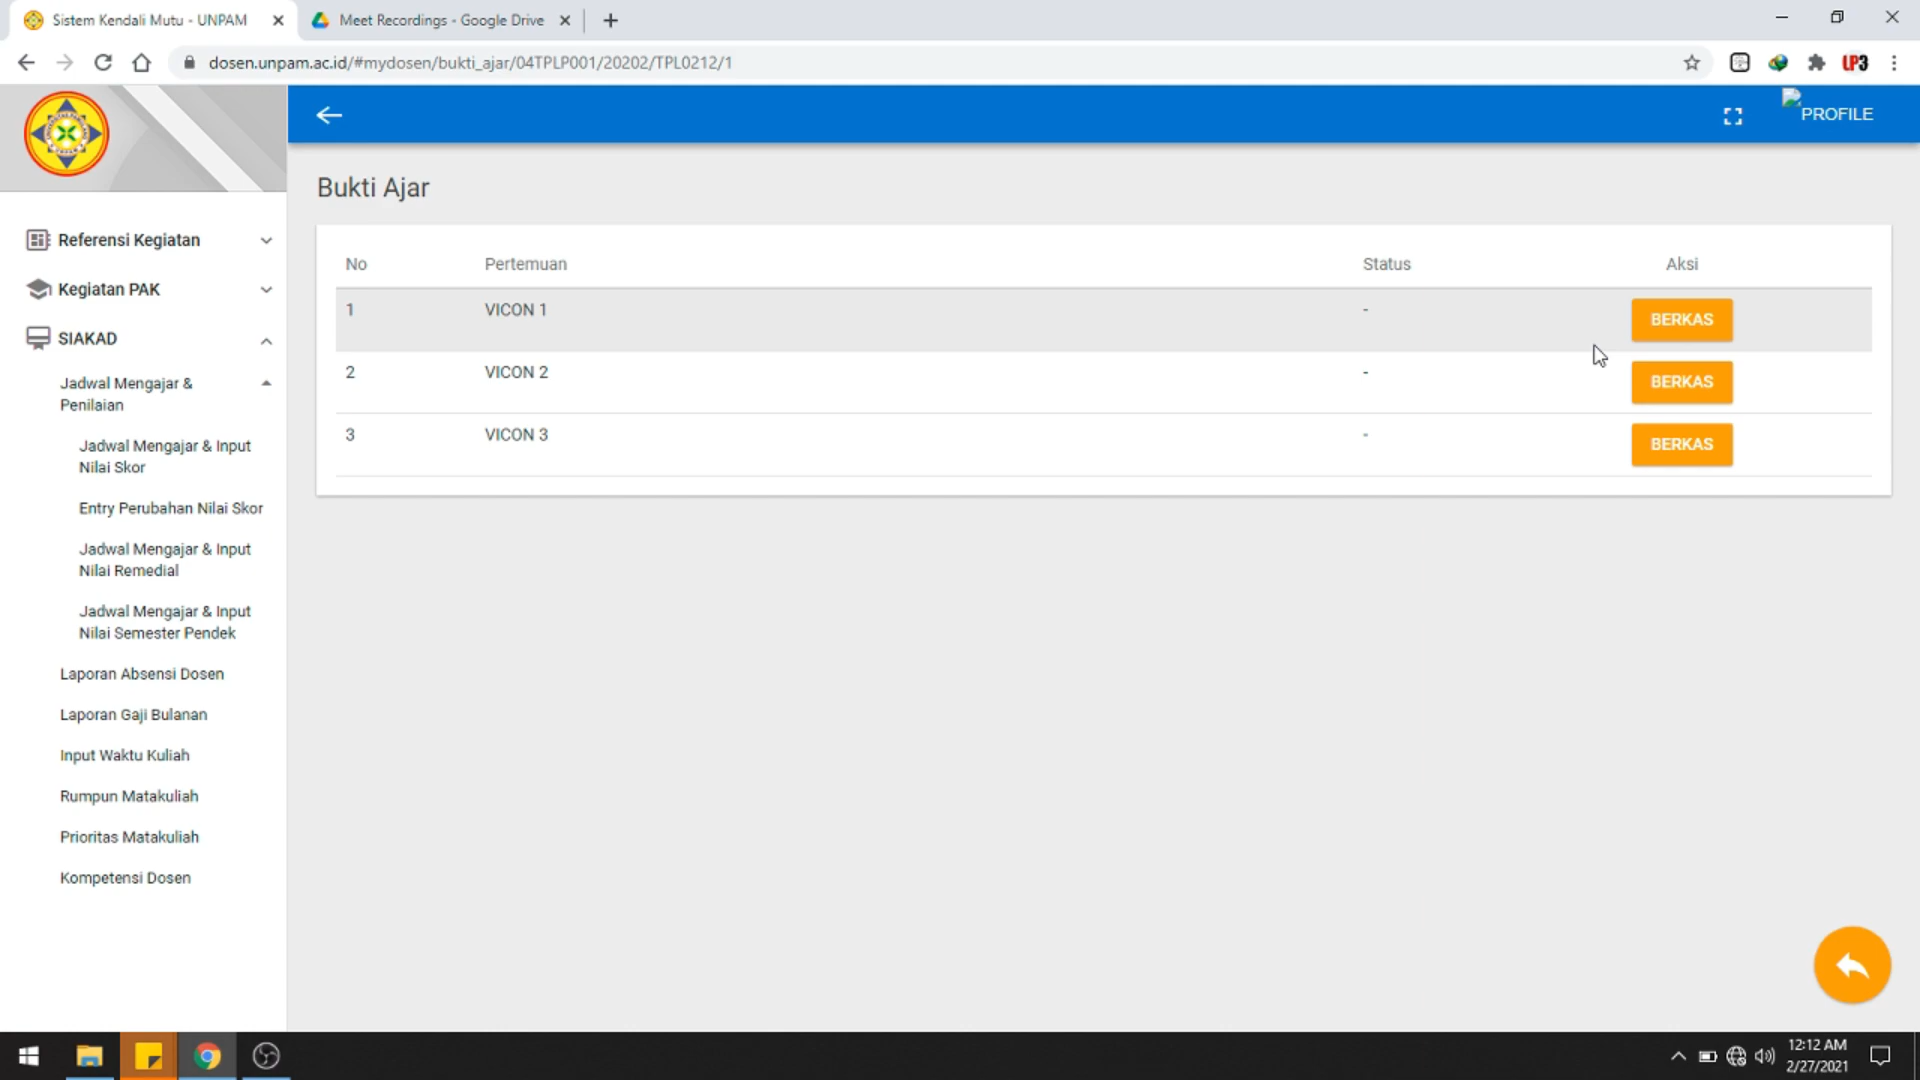 Sistem Kendali Mutu - UNPAM
Meet Recordings - Google Drive
dosen.unpam.ac.id/#mydosen/bukti_ajar/04TPLP001/20202/TPL0212/1
LP3
PROFILE
Bukti Ajar
Referensi Kegiatan
Kegiatan PAK
SIAKAD
Jadwal Mengajar &
Penilaian
Jadwal Mengajar & Input
Nilai Skor
Entry Perubahan Nilai Skor
Jadwal Mengajar & Input
Nilai Remedial
Jadwal Mengajar & Input
Nilai Semester Pendek
Laporan Absensi Dosen
Laporan Gaji Bulanan
Input Waktu Kuliah
Rumpun Matakuliah
Prioritas Matakuliah
Kompetensi Dosen
No Pertemuan Status Aksi
1 VICON 1 - BERKAS
2 VICON 2 - BERKAS
3 VICON 3 - BERKAS
12:12 AM
2/27/2021